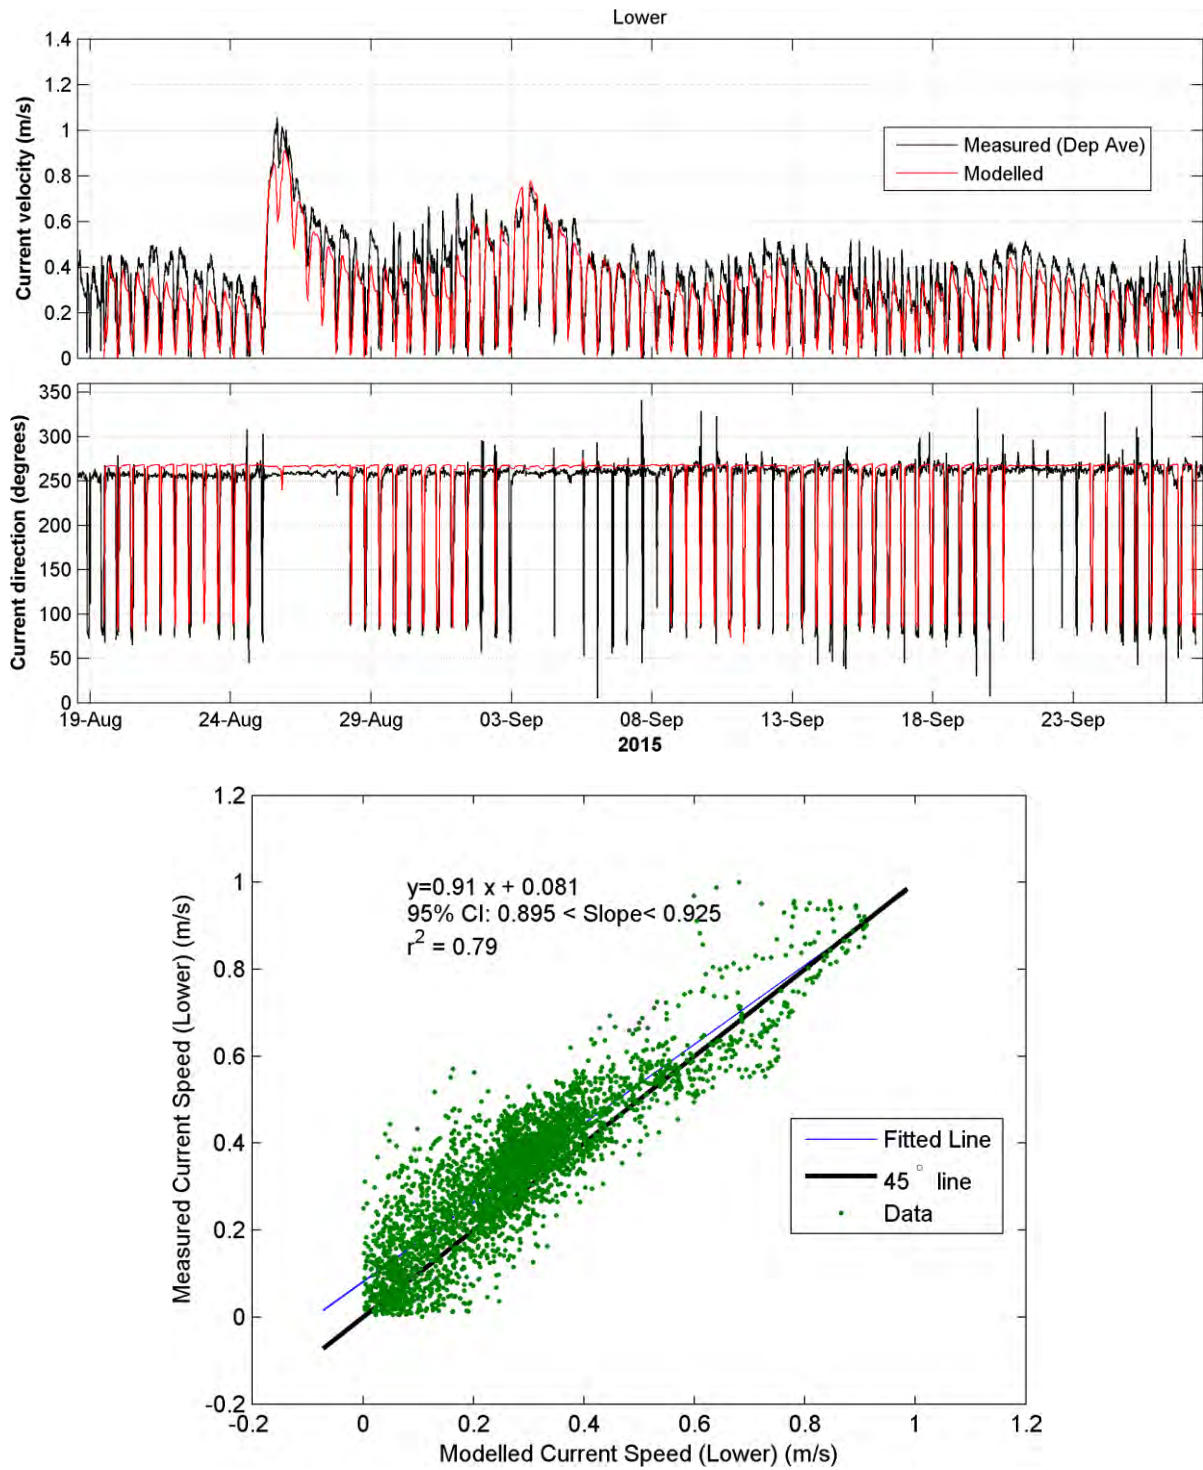 Lower
1.4
1.2
1
0.8
0.6
0.4
0.2
0
Current velocity (m/s)
Measured (Dep Ave)
Modelled
350
300
250
200
150
100
50
0
Current direction (degrees)
19-Aug 24-Aug 29-Aug 03-Sep 08-Sep 13-Sep 18-Sep 23-Sep
2015
1.2
1
0.8
0.6
0.4
0.2
0
-0.2
Measured Current Speed (Lower) (m/s)
y=0.91 x + 0.081
95% CI: 0.895 < Slope< 0.925
r² = 0.79
Fitted Line
45° line
Data
-0.2 0 0.2 0.4 0.6 0.8 1 1.2
Modelled Current Speed (Lower) (m/s)